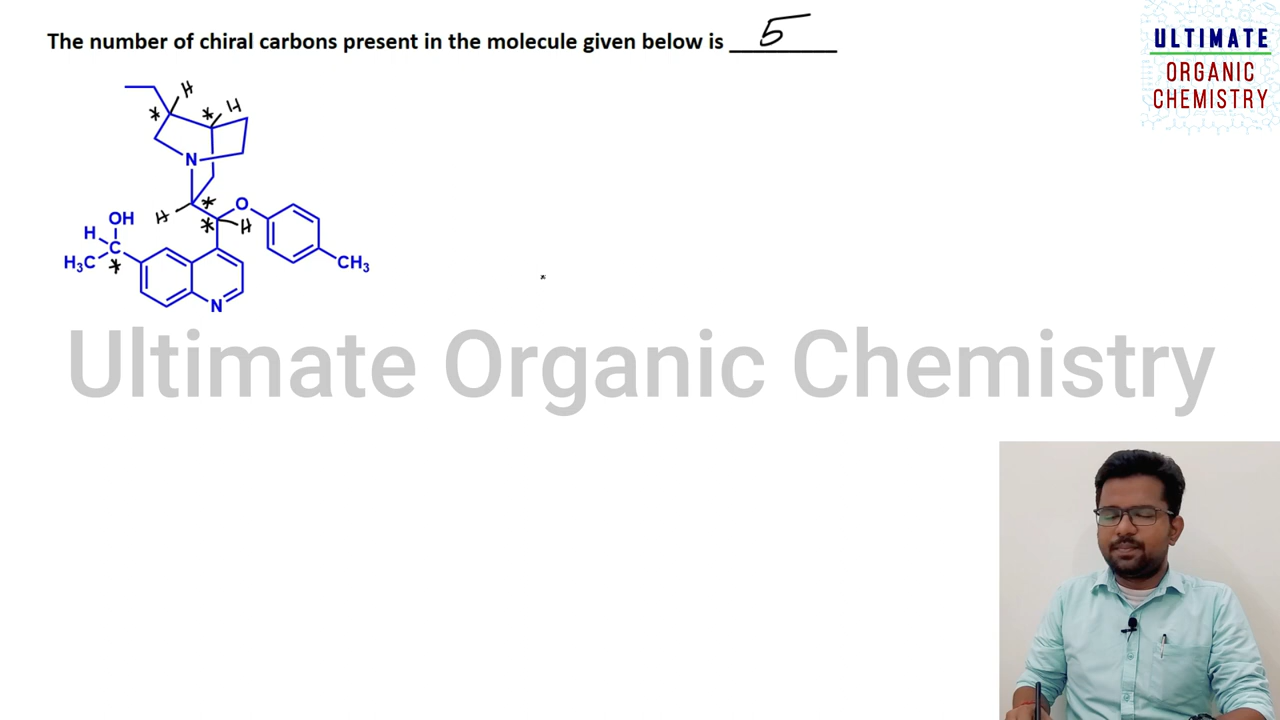 The number of chiral carbons present in the molecule given below is 5
ULTIMATE
ORGANIC
CHEMISTRY
H
* * H
N
H * O
OH * H
H
C
H₃C * CH₃
N
Ultimate Organic Chemistry